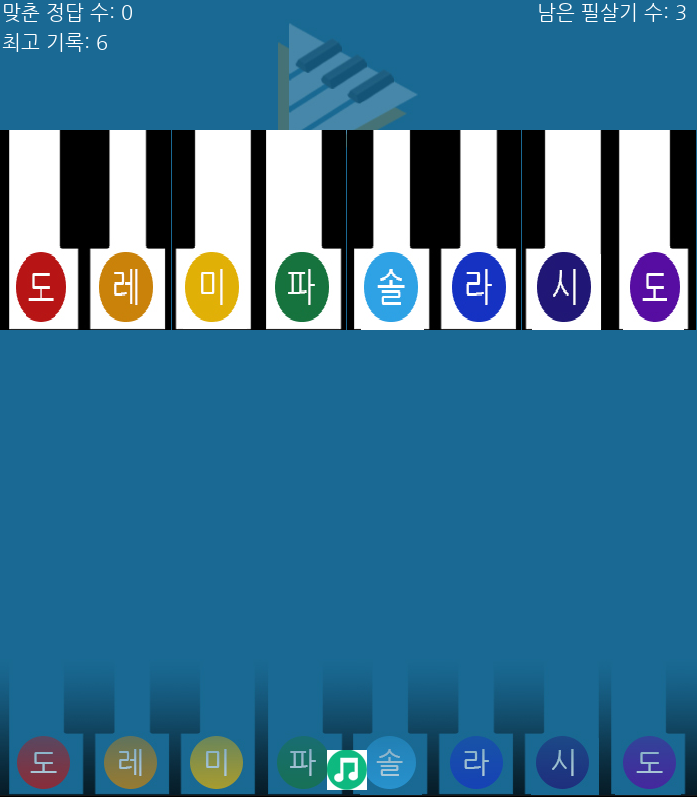 맞춘 정답 수: 0
남은 필살기 수: 3
최고 기록: 6
도 레 미 파 솔 라 시 도
도 레 미 파 솔 라 시 도